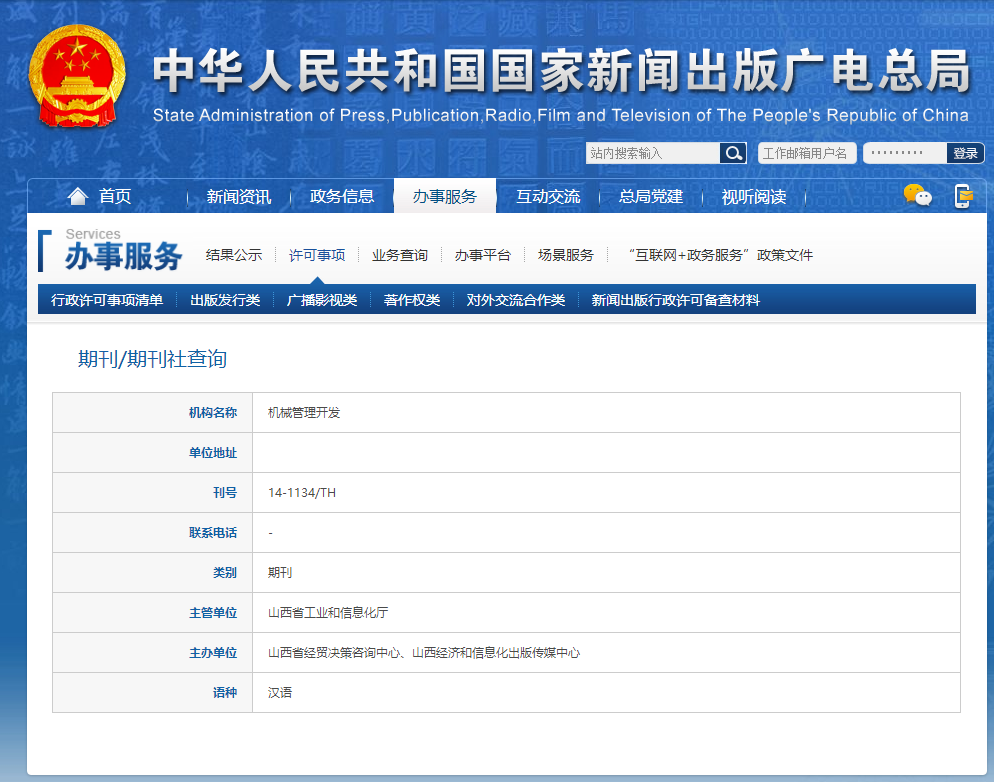 中华人民共和国国家新闻出版广电总局
State Administration of Press,Publication,Radio,Film and Television of The People's Republic of China
站内搜索输入 工作邮箱用户名 ········· 登录
首页 新闻资讯 政务信息 办事服务 互动交流 总局党建 视听阅读
Services
办事服务 结果公示 许可事项 业务查询 办事平台 场景服务 “互联网+政务服务”政策文件
行政许可事项清单 出版发行类 广播影视类 著作权类 对外交流合作类 新闻出版行政许可备查材料
期刊/期刊社查询
机构名称 机械管理开发
单位地址
刊号 14-1134/TH
联系电话 -
类别 期刊
主管单位 山西省工业和信息化厅
主办单位 山西省经贸决策咨询中心、山西经济和信息化出版传媒中心
语种 汉语